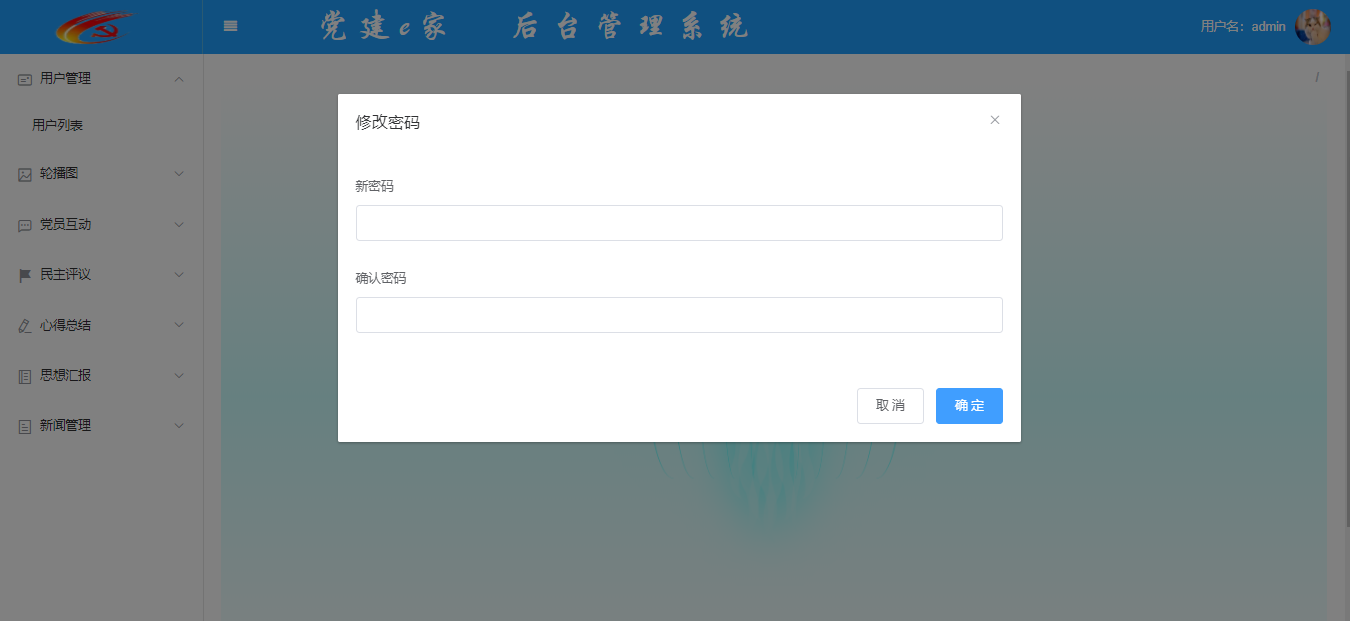 党建e家 后台管理系统
用户名：admin
用户管理
/
用户列表
轮播图
党员互动
民主评议
心得总结
思想汇报
新闻管理
修改密码
新密码
确认密码
取消
确定